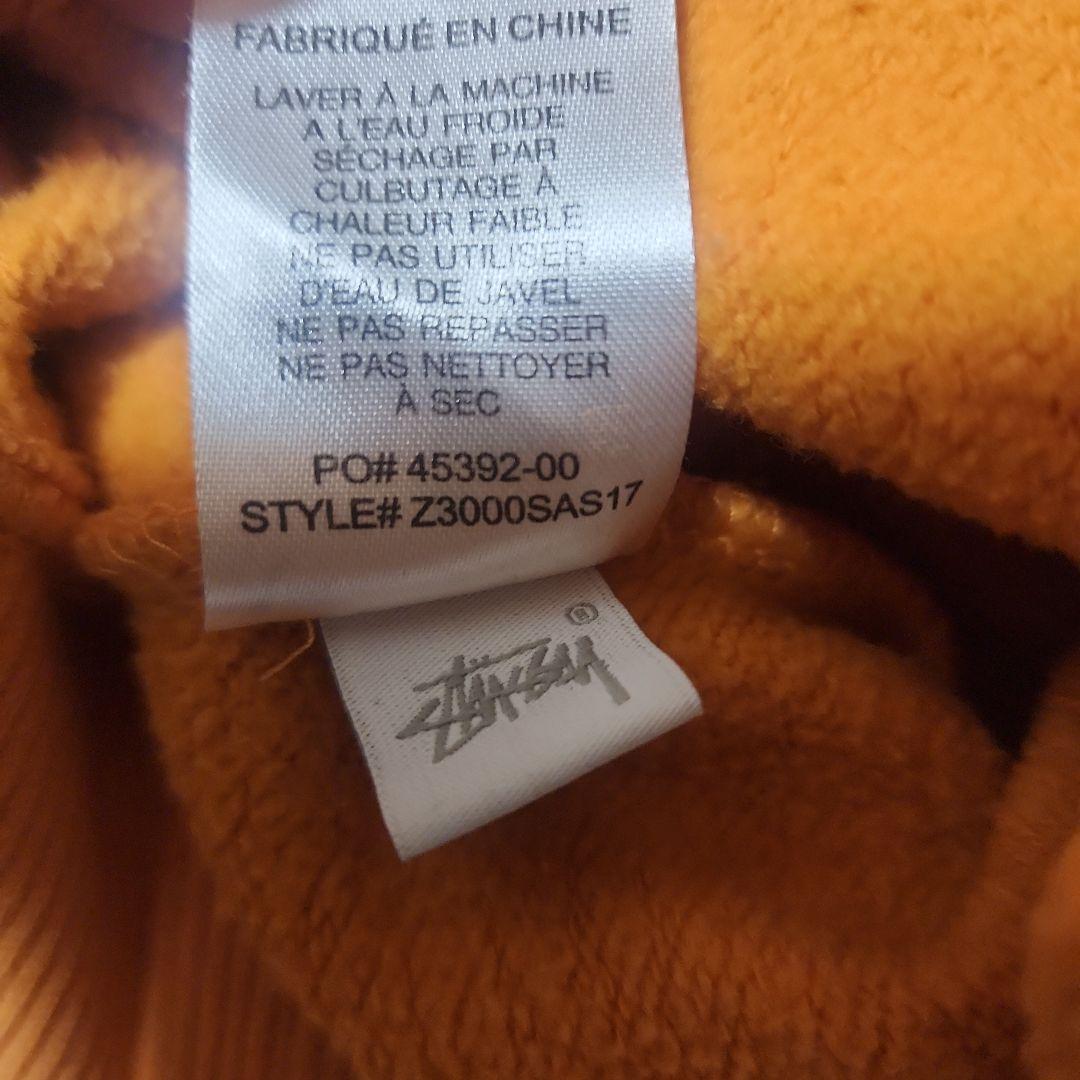 FABRIQUÉ EN CHINE
LAVER À LA MACHINE
A L'EAU FROIDE
SÉCHAGE PAR
CULBUTAGE À
CHALEUR FAIBLE
NE PAS UTILISER
D'EAU DE JAVEL
NE PAS REPASSER
NE PAS NETTOYER
À SEC
PO# 45392-00
STYLE# Z3000SAS17
®
STÜSSY